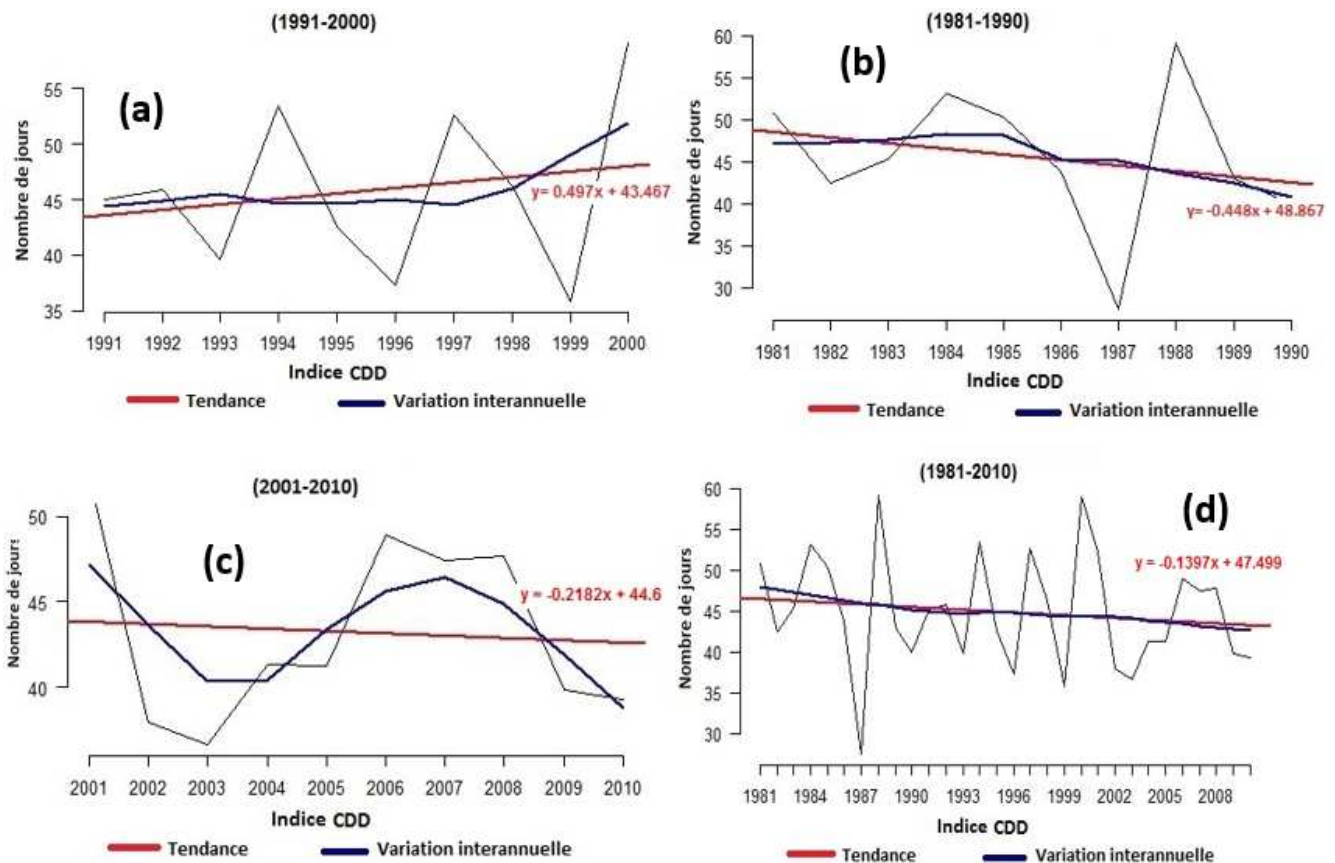 (1991-2000)
(a)
Nombre de jours
55
50
45
40
35
y= 0.497x + 43.467
1991 1992 1993 1994 1995 1996 1997 1998 1999 2000
Indice CDD
Tendance Variation interannuelle
(1981-1990)
(b)
Nombre de jours
60
55
50
45
40
35
30
y= -0.448x + 48.867
1981 1982 1983 1984 1985 1986 1987 1988 1989 1990
Indice CDD
Tendance Variation interannuelle
(2001-2010)
(c)
Nombre de jours
50
45
40
y = -0.2182x + 44.6
2001 2002 2003 2004 2005 2006 2007 2008 2009 2010
Indice CDD
Tendance Variation interannuelle
(1981-2010)
(d)
Nombre de jours
60
55
50
45
40
35
30
y = -0.1397x + 47.499
1981 1984 1987 1990 1993 1996 1999 2002 2005 2008
Indice CDD
Tendance Variation interannuelle